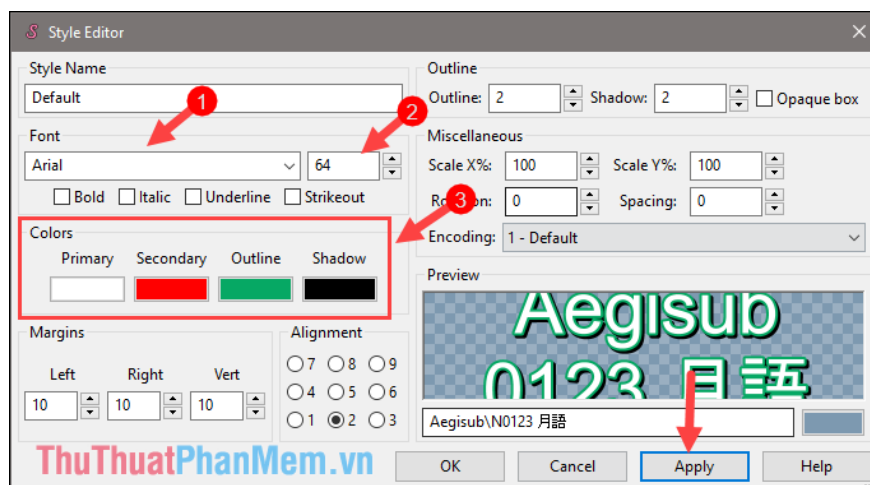 S Style Editor
Style Name
Default
Font
Arial
64
Bold Italic Underline Strikeout
Colors
Primary Secondary Outline Shadow
Margins
Left Right Vert
10 10 10
Alignment
7 8 9
4 5 6
1 2 3
Outline
Outline: 2 Shadow: 2 Opaque box
Miscellaneous
Scale X%: 100 Scale Y%: 100
0 Spacing: 0
Encoding: 1 - Default
Preview
Aegisub
0123 月語
Aegisub\N0123 月語
OK Cancel Apply Help
1
2
3
ThuThuatPhanMem.vn